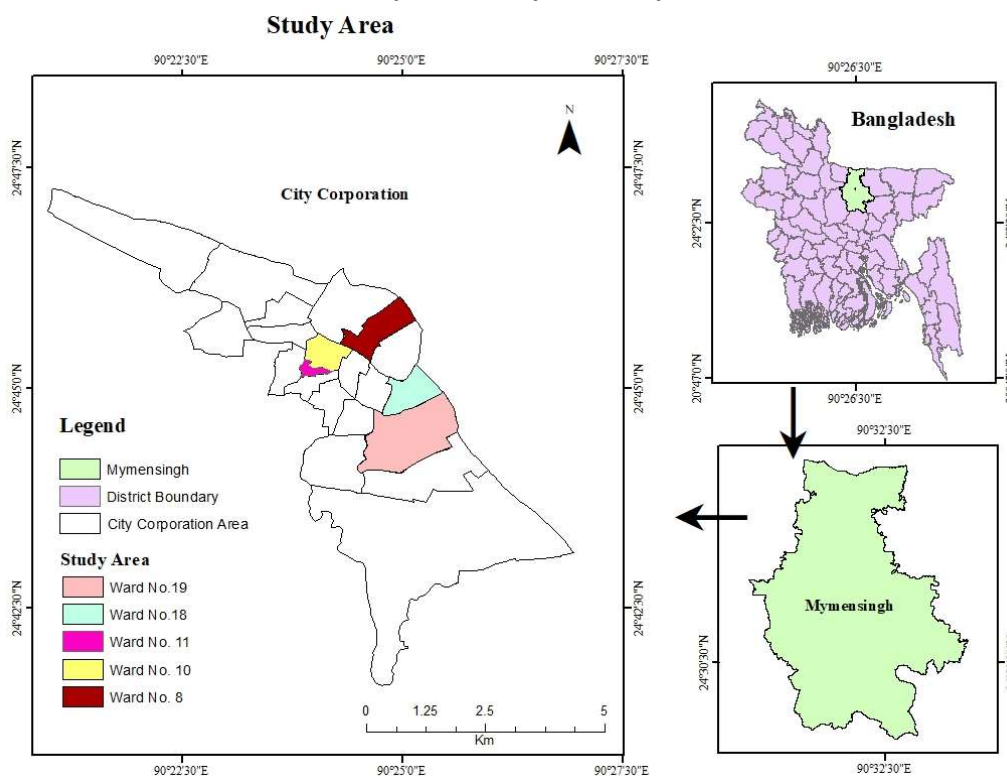 Study Area
90°22'30"E
90°25'0"E
90°27'30"E
24°47'30"N
24°45'0"N
24°42'30"N
N
City Corporation
Legend
Mymensingh
District Boundary
City Corporation Area
Study Area
Ward No.19
Ward No.18
Ward No. 11
Ward No. 10
Ward No. 8
0 1.25 2.5 5
Km
24°47'30"N
24°45'0"N
24°42'30"N
90°22'30"E
90°25'0"E
90°27'30"E
90°26'30"E
Bangladesh
24°2'30"N
20°47'0"N
90°26'30"E
90°32'30"E
Mymensingh
24°30'30"N
90°32'30"E